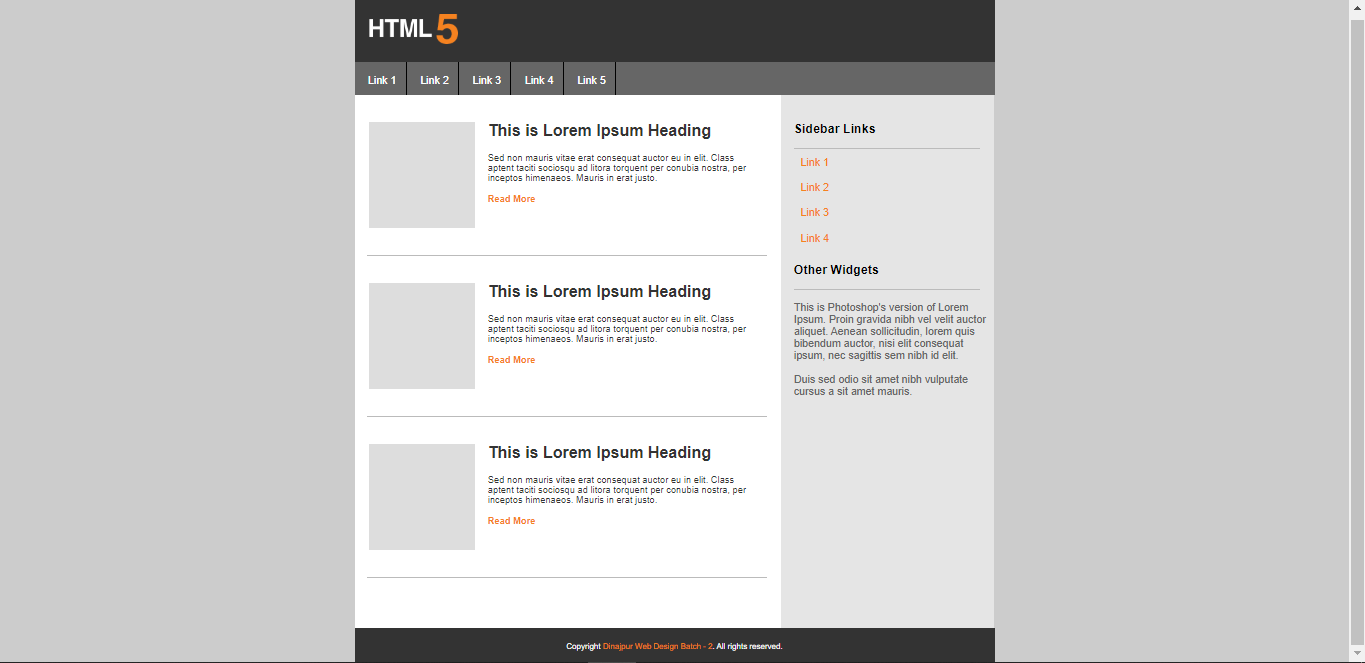 HTML 5
Link 1 Link 2 Link 3 Link 4 Link 5
This is Lorem Ipsum Heading
Sed non mauris vitae erat consequat auctor eu in elit. Class
aptent taciti sociosqu ad litora torquent per conubia nostra, per
inceptos himenaeos. Mauris in erat justo.
Read More
This is Lorem Ipsum Heading
Sed non mauris vitae erat consequat auctor eu in elit. Class
aptent taciti sociosqu ad litora torquent per conubia nostra, per
inceptos himenaeos. Mauris in erat justo.
Read More
This is Lorem Ipsum Heading
Sed non mauris vitae erat consequat auctor eu in elit. Class
aptent taciti sociosqu ad litora torquent per conubia nostra, per
inceptos himenaeos. Mauris in erat justo.
Read More
Sidebar Links
Link 1
Link 2
Link 3
Link 4
Other Widgets
This is Photoshop's version of Lorem
Ipsum. Proin gravida nibh vel velit auctor
aliquet. Aenean sollicitudin, lorem quis
bibendum auctor, nisi elit consequat
ipsum, nec sagittis sem nibh id elit.
Duis sed odio sit amet nibh vulputate
cursus a sit amet mauris.
Copyright Dinajpur Web Design Batch - 2. All rights reserved.